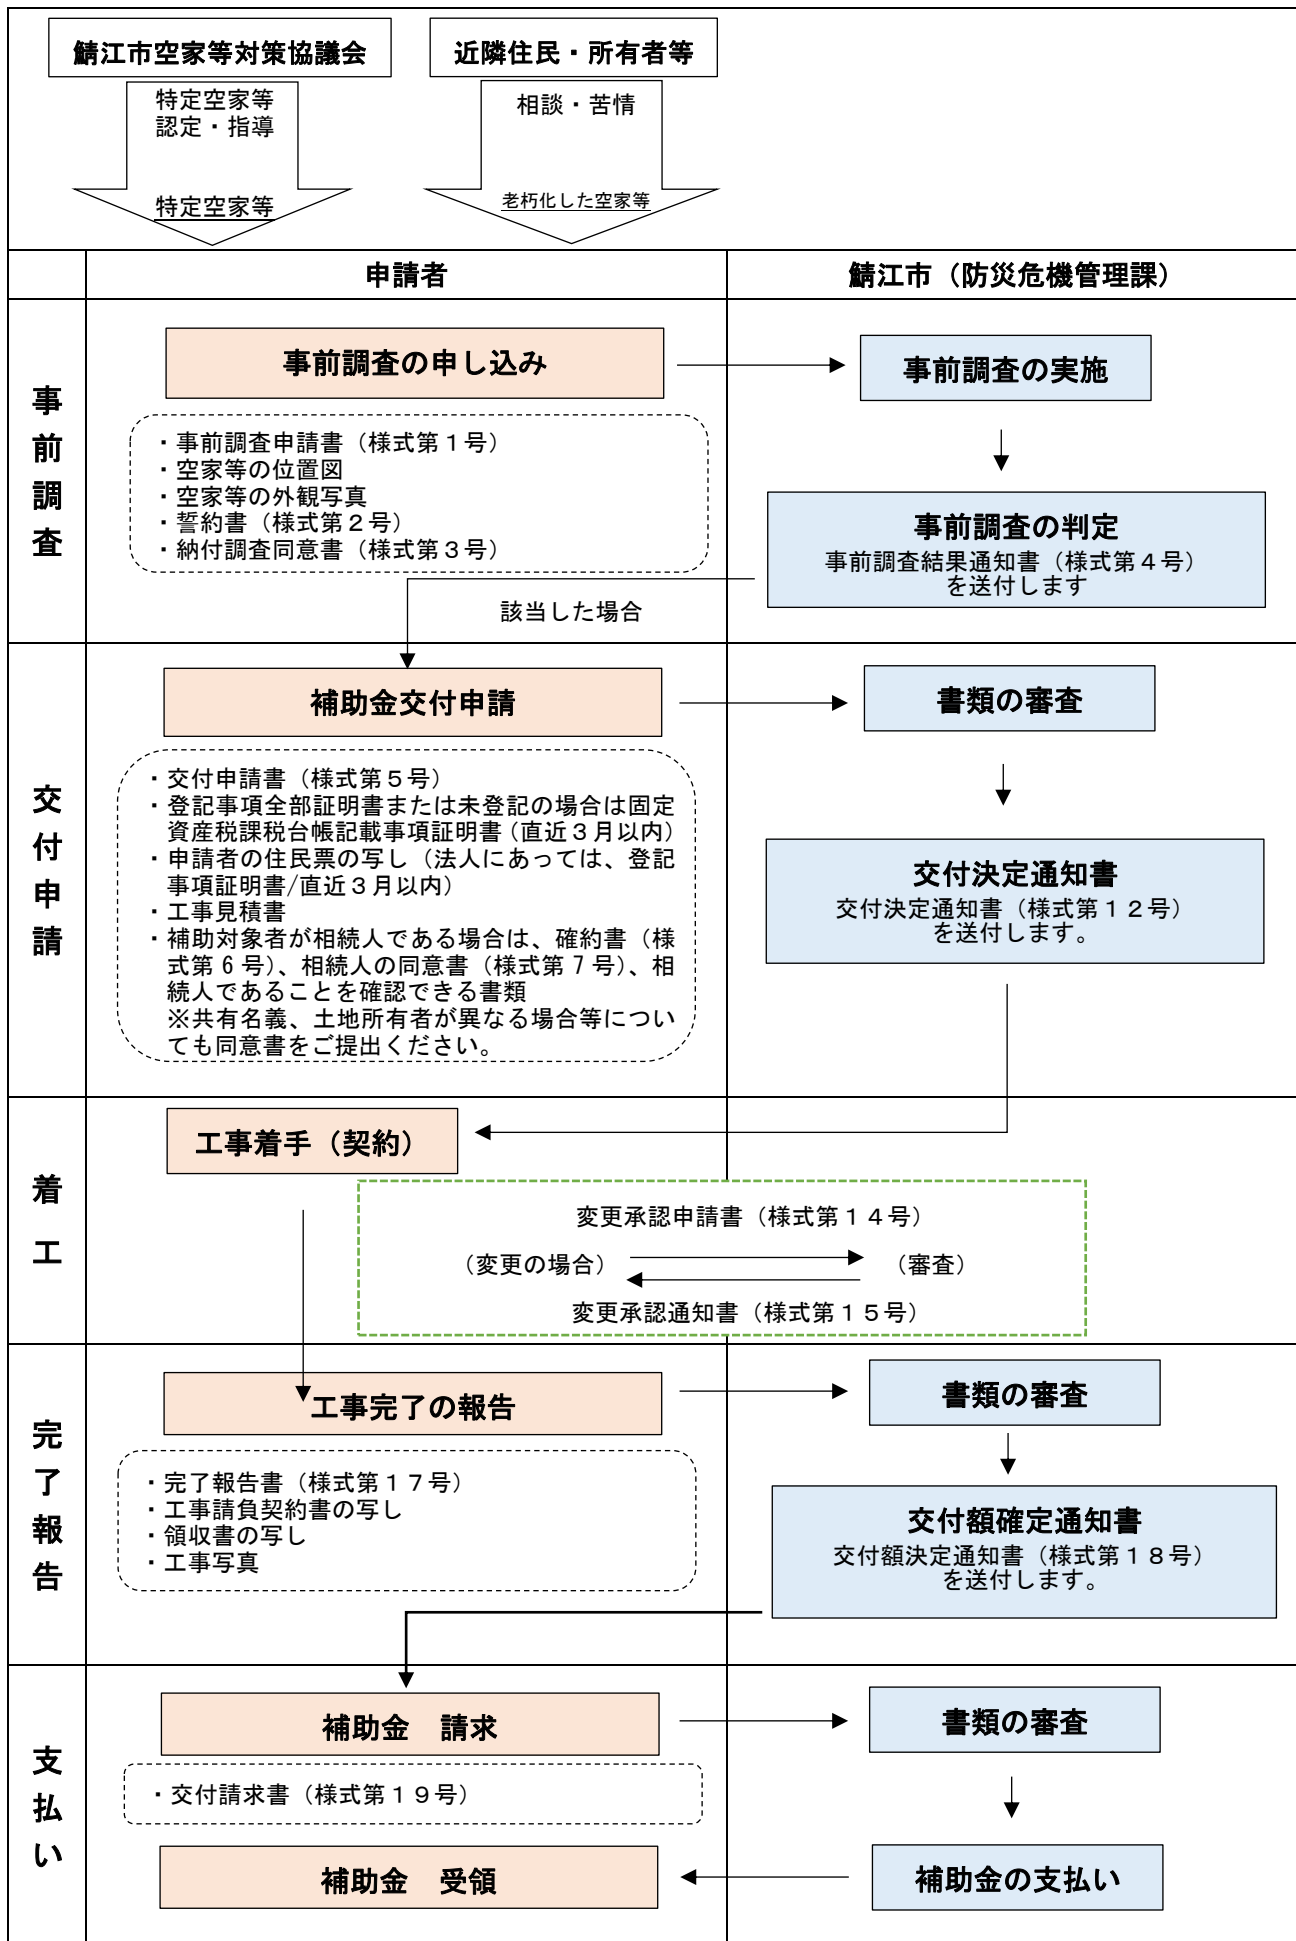 鯖江市空家等対策協議会
近隣住民・所有者等
特定空家等
認定・指導
特定空家等
相談・苦情
老朽化した空家等
申請者
鯖江市（防災危機管理課）
事前調査
事前調査の申し込み
事前調査の実施
・事前調査申請書（様式第１号）
・空家等の位置図
・空家等の外観写真
・誓約書（様式第２号）
・納付調査同意書（様式第３号）
事前調査の判定
事前調査結果通知書（様式第４号）
を送付します
該当した場合
交付申請
補助金交付申請
書類の審査
・交付申請書（様式第５号）
・登記事項全部証明書または未登記の場合は固定
資産税課税台帳記載事項証明書（直近３月以内）
・申請者の住民票の写し（法人にあっては、登記
事項証明書/直近３月以内）
・工事見積書
・補助対象者が相続人である場合は、確約書（様
式第６号）、相続人の同意書（様式第７号）、相
続人であることを確認できる書類
※共有名義、土地所有者が異なる場合等につい
ても同意書をご提出ください。
交付決定通知書
交付決定通知書（様式第１２号）
を送付します。
着工
工事着手（契約）
変更承認申請書（様式第１４号）
（変更の場合）
（審査）
変更承認通知書（様式第１５号）
完了報告
工事完了の報告
書類の審査
・完了報告書（様式第１７号）
・工事請負契約書の写し
・領収書の写し
・工事写真
交付額確定通知書
交付額決定通知書（様式第１８号）
を送付します。
支払い
補助金　請求
書類の審査
・交付請求書（様式第１９号）
補助金　受領
補助金の支払い